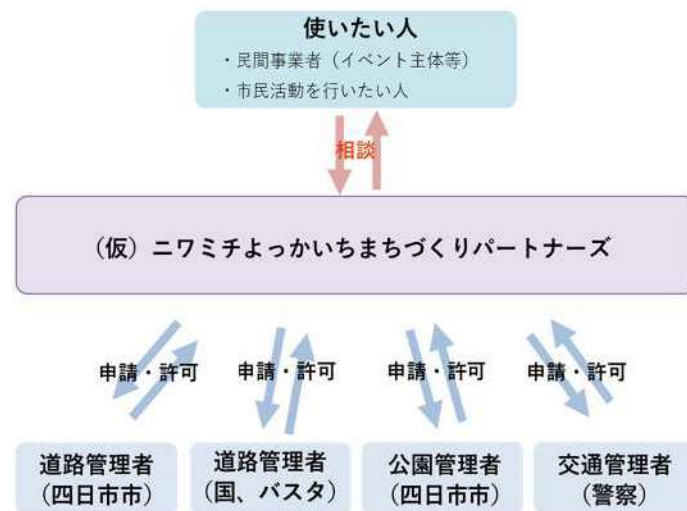 使いたい人
・民間事業者（イベント主体等）
・市民活動を行いたい人
相談
（仮）ニワミチよっかいちまちづくりパートナーズ
申請・許可
申請・許可
申請・許可
申請・許可
道路管理者
（四日市市）
道路管理者
（国、バスタ）
公園管理者
（四日市市）
交通管理者
（警察）